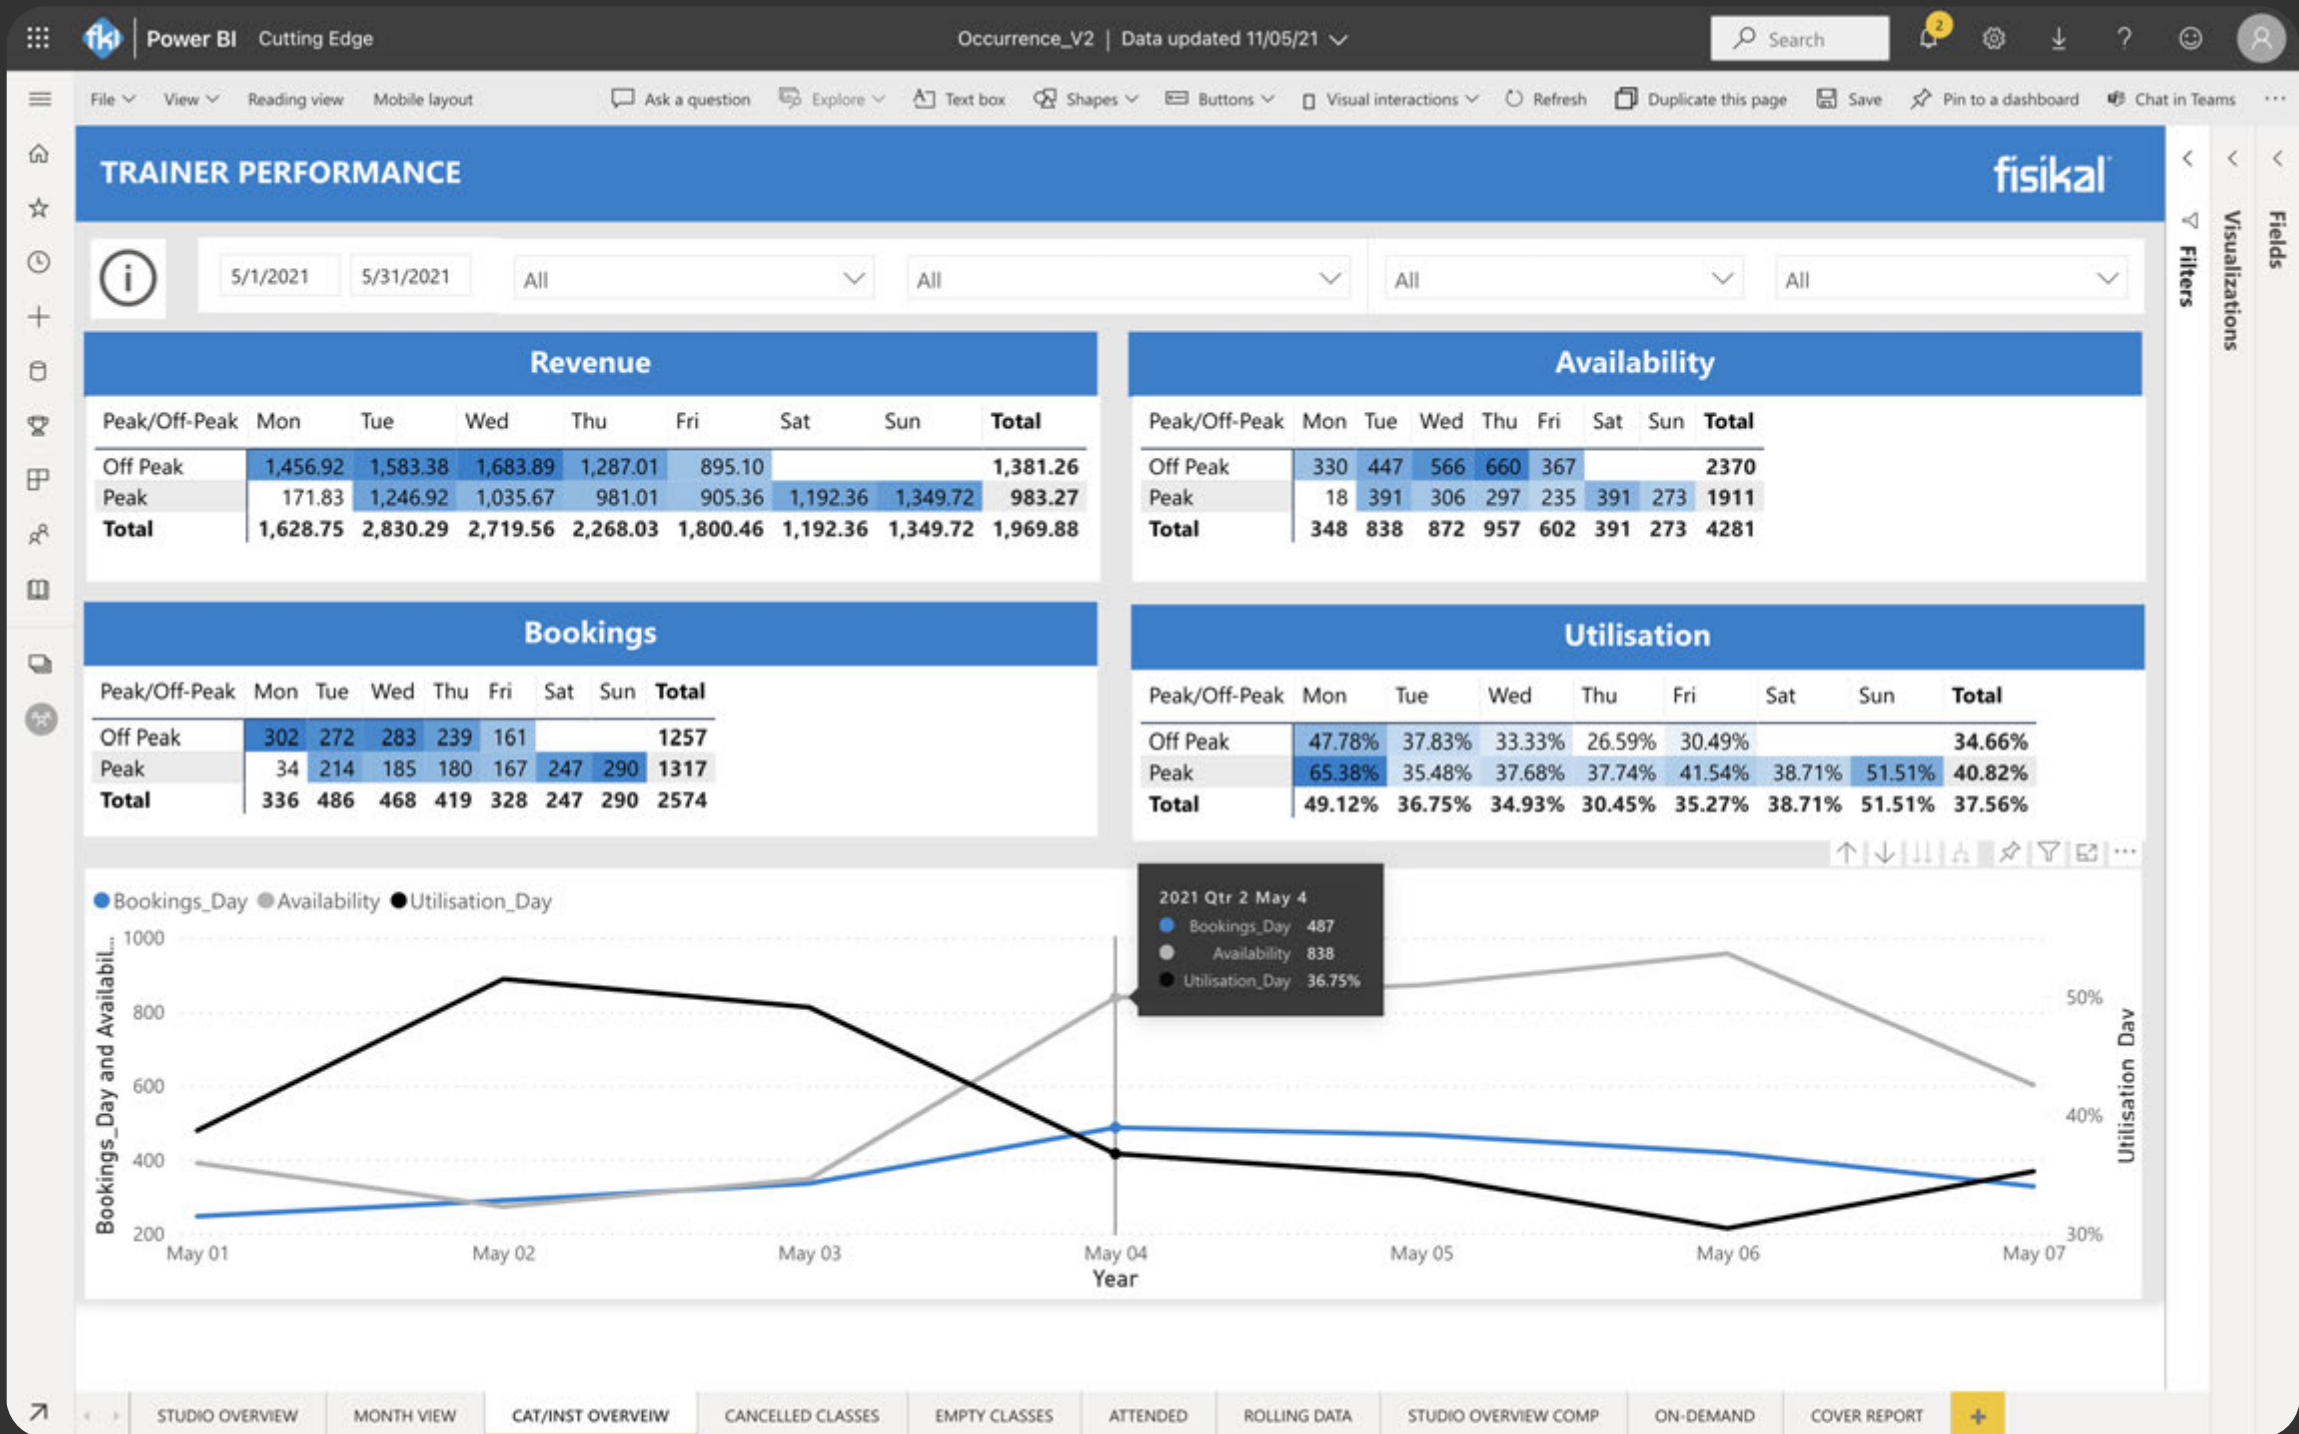 fki Power BI Cutting Edge Occurrence_V2 | Data updated 11/05/21 Search 2
File View Reading view Mobile layout Ask a question Explore Text box Shapes Buttons Visual interactions Refresh Duplicate this page Save Pin to a dashboard Chat in Teams
TRAINER PERFORMANCE fisikal
Filters
Visualizations
Fields
5/1/2021 5/31/2021 All All All All
Revenue
Peak/Off-Peak Mon Tue Wed Thu Fri Sat Sun Total
Off Peak 1,456.92 1,583.38 1,683.89 1,287.01 895.10 1,381.26
Peak 171.83 1,246.92 1,035.67 981.01 905.36 1,192.36 1,349.72 983.27
Total 1,628.75 2,830.29 2,719.56 2,268.03 1,800.46 1,192.36 1,349.72 1,969.88
Availability
Peak/Off-Peak Mon Tue Wed Thu Fri Sat Sun Total
Off Peak 330 447 566 660 367 2370
Peak 18 391 306 297 235 391 273 1911
Total 348 838 872 957 602 391 273 4281
Bookings
Peak/Off-Peak Mon Tue Wed Thu Fri Sat Sun Total
Off Peak 302 272 283 239 161 1257
Peak 34 214 185 180 167 247 290 1317
Total 336 486 468 419 328 247 290 2574
Utilisation
Peak/Off-Peak Mon Tue Wed Thu Fri Sat Sun Total
Off Peak 47.78% 37.83% 33.33% 26.59% 30.49% 34.66%
Peak 65.38% 35.48% 37.68% 37.74% 41.54% 38.71% 51.51% 40.82%
Total 49.12% 36.75% 34.93% 30.45% 35.27% 38.71% 51.51% 37.56%
Bookings_Day Availability Utilisation_Day
2021 Qtr 2 May 4
Bookings_Day 487
Availability 838
Utilisation_Day 36.75%
Bookings_Day and Availabil...
1000
800
600
400
200
50%
40%
30%
Utilisation_Day
May 01 May 02 May 03 May 04 May 05 May 06 May 07
Year
STUDIO OVERVIEW MONTH VIEW CAT/INST OVERVEIW CANCELLED CLASSES EMPTY CLASSES ATTENDED ROLLING DATA STUDIO OVERVIEW COMP ON-DEMAND COVER REPORT +